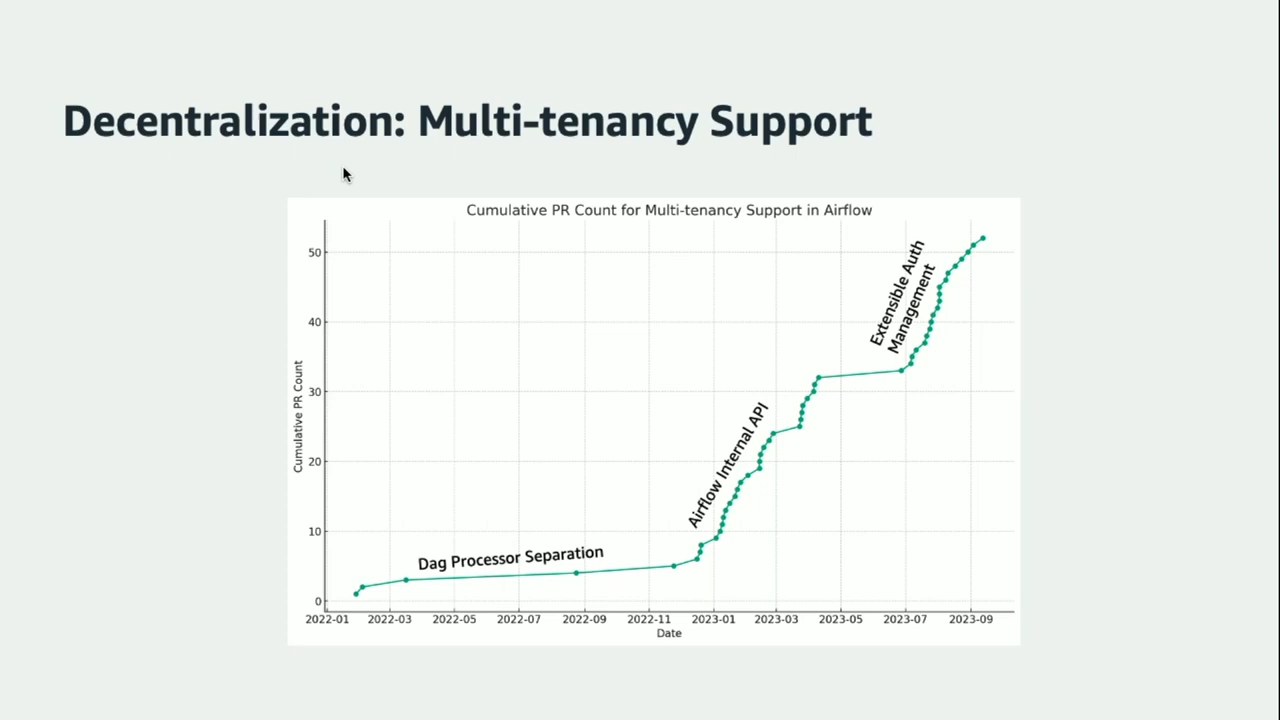 Decentralization: Multi-tenancy Support
Cumulative PR Count for Multi-tenancy Support in Airflow
Cumulative PR Count
50
40
30
20
10
0
Dag Processor Separation
Airflow Internal API
Extensible Auth
Management
2022-01 2022-03 2022-05 2022-07 2022-09 2022-11 2023-01 2023-03 2023-05 2023-07 2023-09
Date